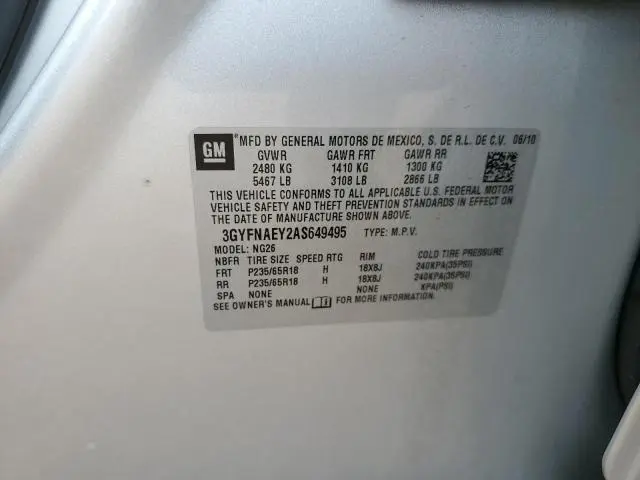 GM ®MFD BY GENERAL MOTORS DE MEXICO, S. DE R.L. DE C.V. 06/10
GVWR GAWR FRT GAWR RR
2480 KG 1410 KG 1300 KG
5467 LB 3108 LB 2866 LB
THIS VEHICLE CONFORMS TO ALL APPLICABLE U.S. FEDERAL MOTOR
VEHICLE SAFETY AND THEFT PREVENTION STANDARDS IN EFFECT ON
THE DATE OF MANUFACTURE SHOWN ABOVE.
3GYFNAEY2AS649495 TYPE: M.P.V.
MODEL: NG26
NBFR TIRE SIZE SPEED RTG RIM COLD TIRE PRESSURE
FRT P235/65R18 H 18X8J 240KPA(35PSI)
RR P235/65R18 H 18X8J 240KPA(35PSI)
SPA NONE NONE KPA(PSI)
SEE OWNER'S MANUAL FOR MORE INFORMATION.